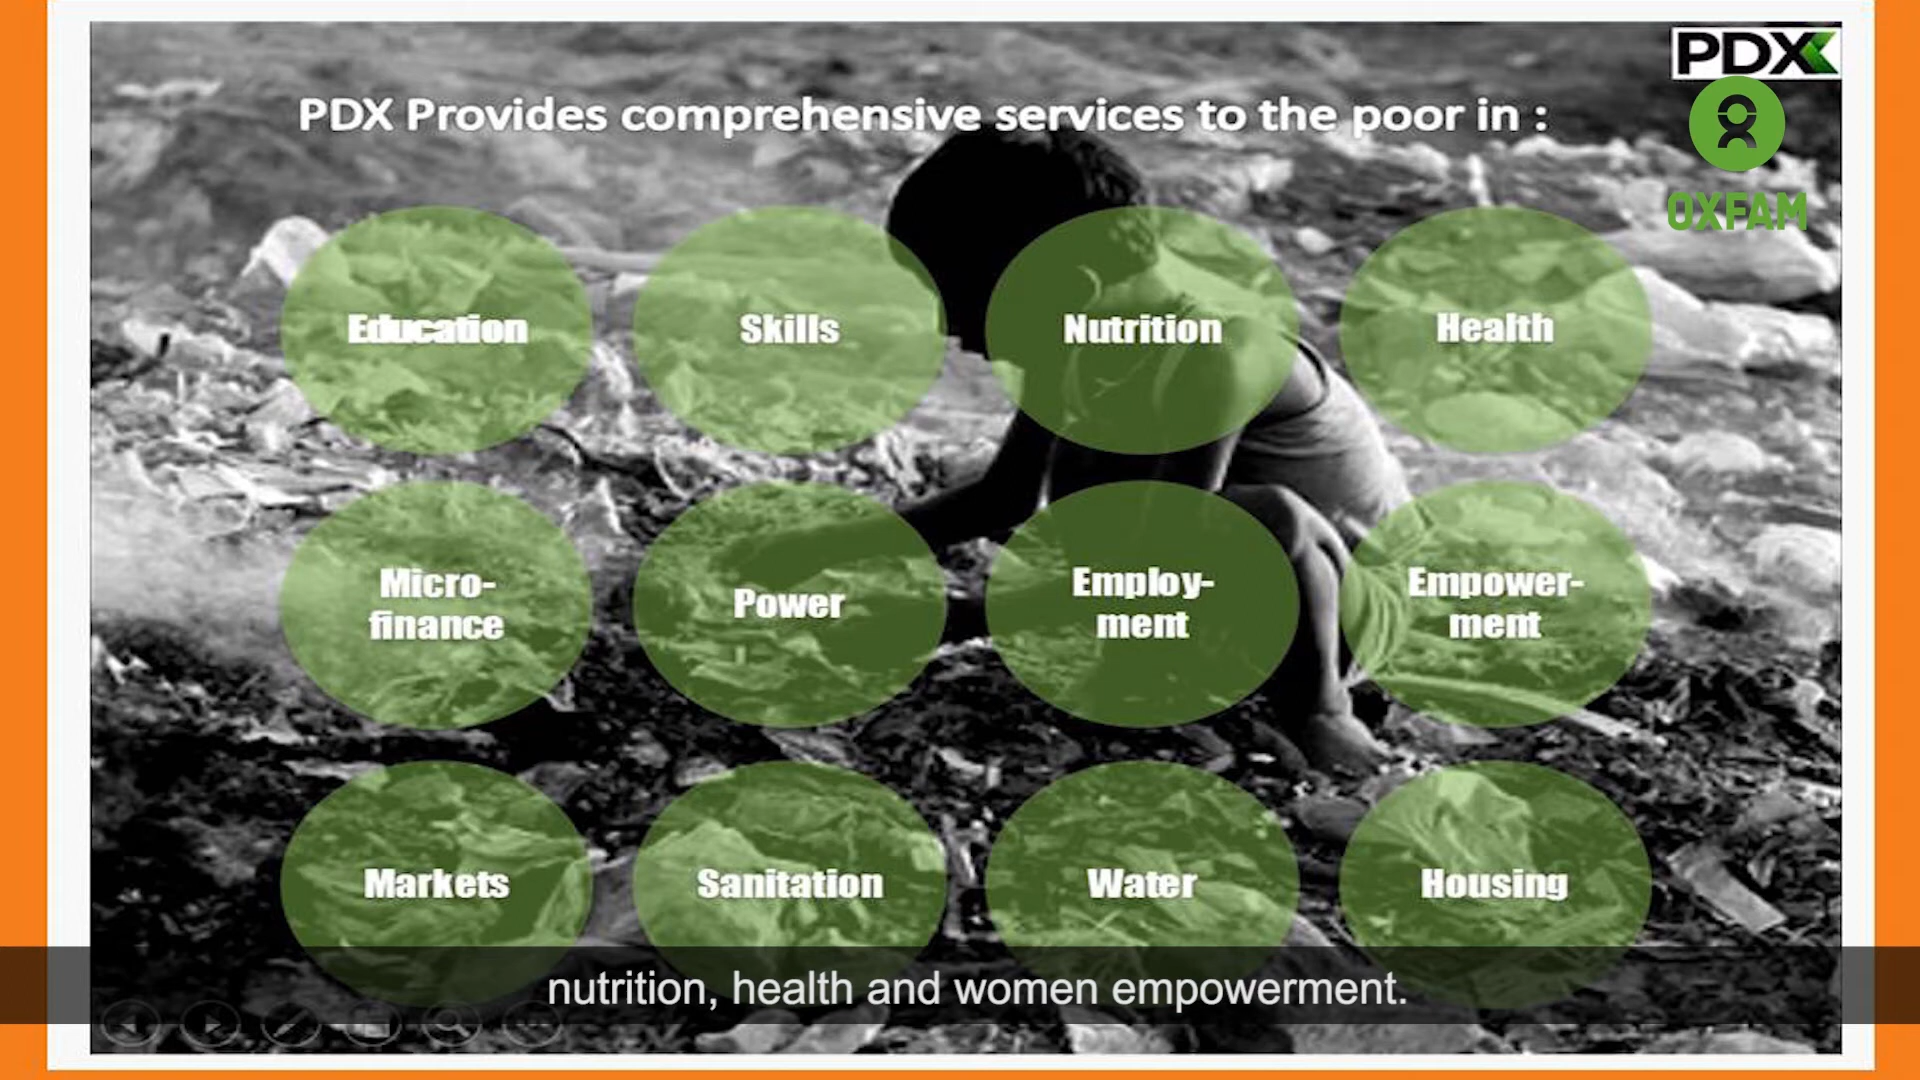 PDX
PDX Provides comprehensive services to the poor in :
OXFAM
Education
Skills
Nutrition
Health
Micro-
finance
Power
Employ-
ment
Empower-
ment
Markets
Sanitation
Water
Housing
nutrition, health and women empowerment.